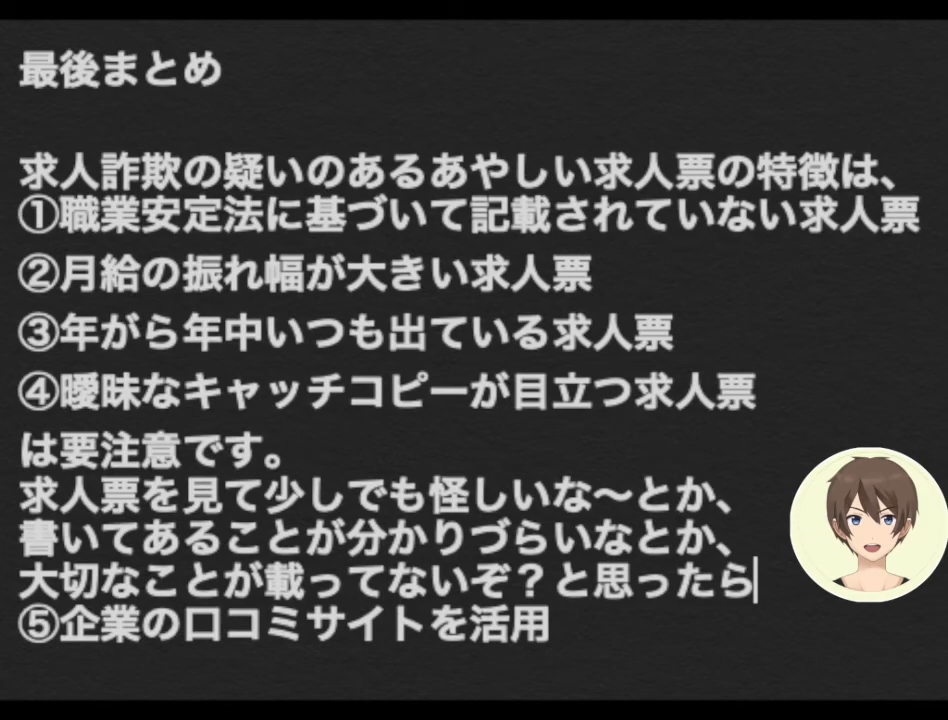 最後まとめ
求人詐欺の疑いのあるあやしい求人票の特徴は、
①職業安定法に基づいて記載されていない求人票
②月給の振れ幅が大きい求人票
③年がら年中いつも出ている求人票
④曖昧なキャッチコピーが目立つ求人票
は要注意です。
求人票を見て少しでも怪しいな〜とか、
書いてあることが分かりづらいなとか、
大切なことが載ってないぞ？と思ったら
⑤企業の口コミサイトを活用